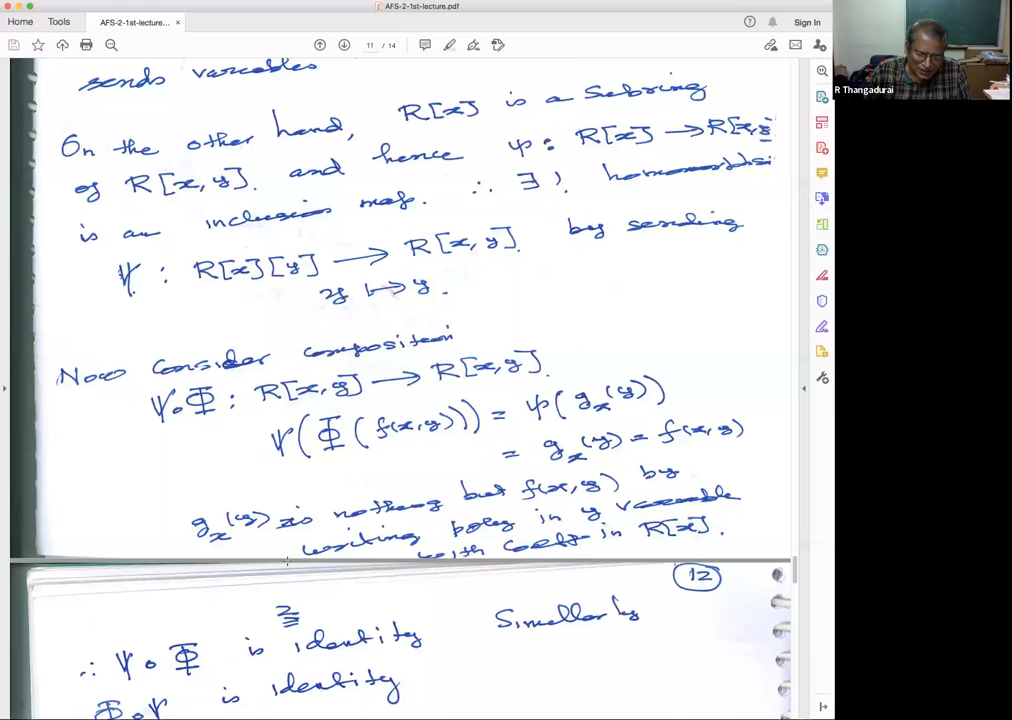 AFS-2-1st-lecture.pdf
Home Tools AFS-2-1st-lecture... × Sign In
11 / 14
R Thangadurai
sends variables
On the other hand, R[x] is a subring
of R[x, y]. and hence φ : R[x] → R[x,y]
is an inclusion map. ∴ ∃ !
Ψ : R[x][y] → R[x, y]. by sending
y ↦ y.
Now consider composition
Ψ∘Φ : R[x,y] → R[x,y].
Ψ(Φ(f(x,y))) = ψ(g_x(y))
= g_x(y) = f(x,y)
g_x(y) is nothing but f(x,y) by
writing poly in y variable
with coeff in R[x].
12
∴ Ψ∘Φ is identity Similarly
Φ∘Ψ is identity